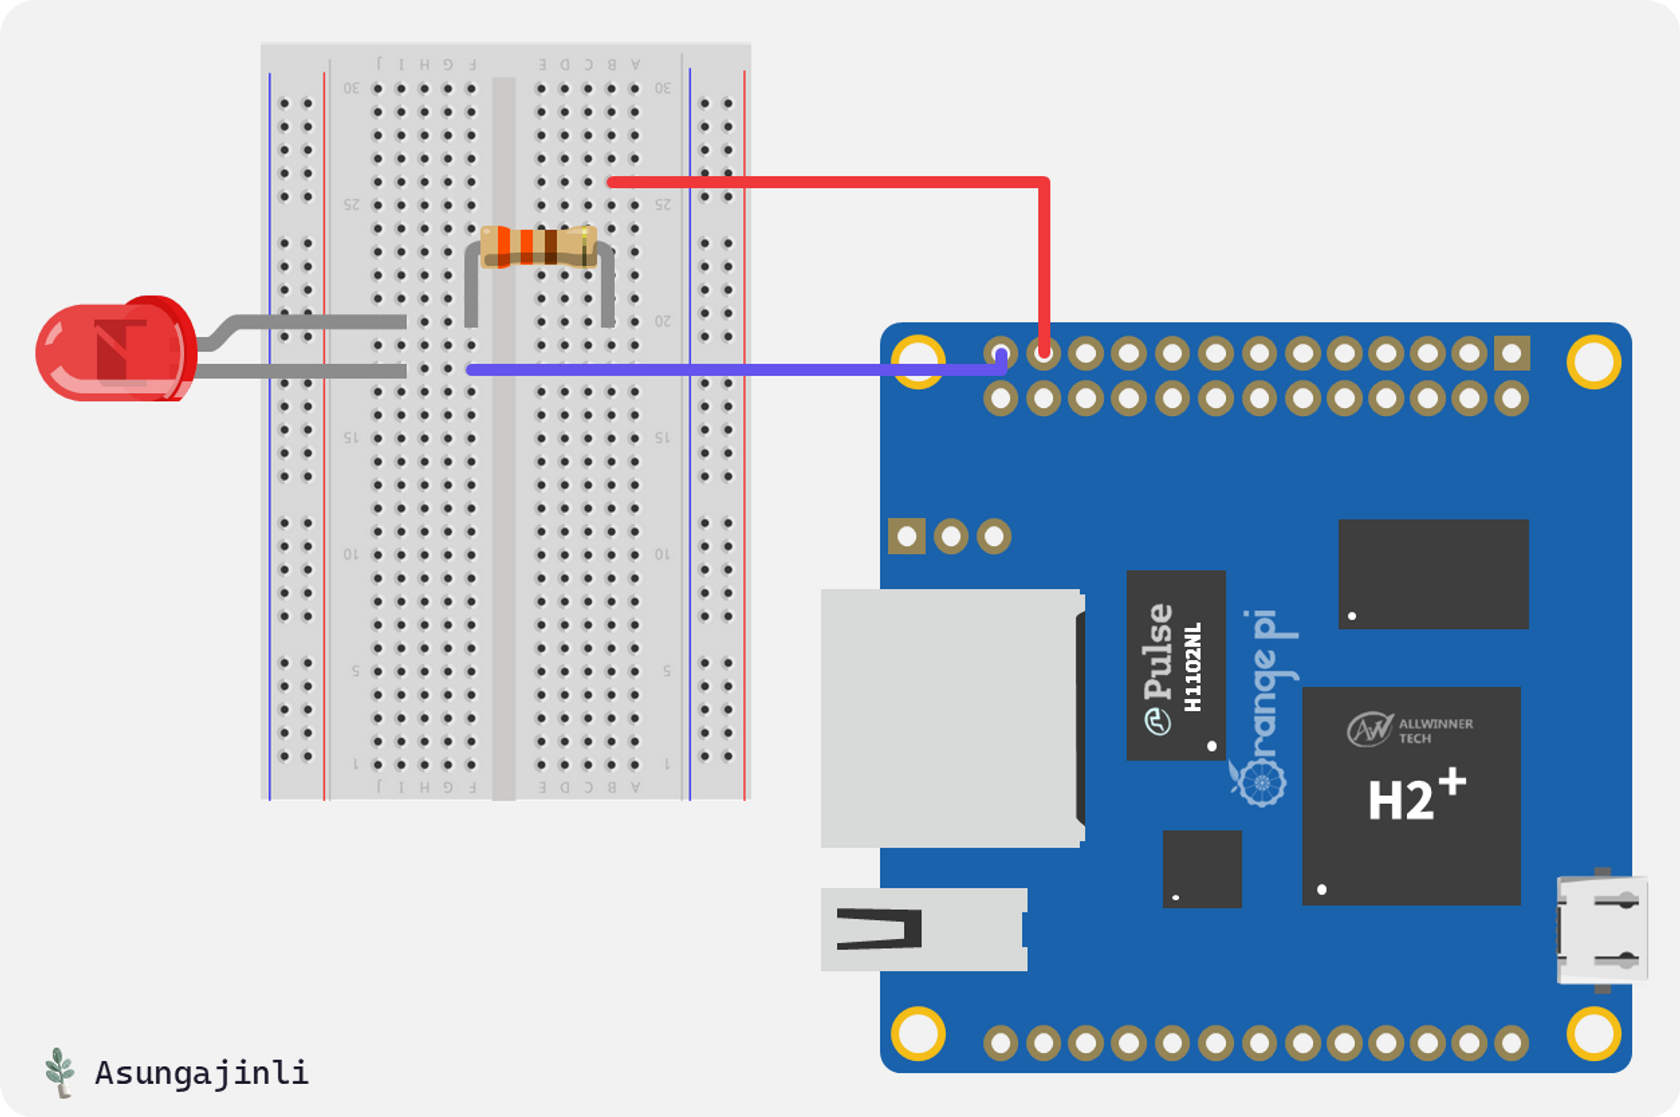 J I H G F E D C B A
30 30
25 25
20
15 15
10 10
5 5
1 1
J I H G F E D C B A
Pulse
H1102NL
orange pi
ALLWINNER
TECH
H2+
Asungajinli